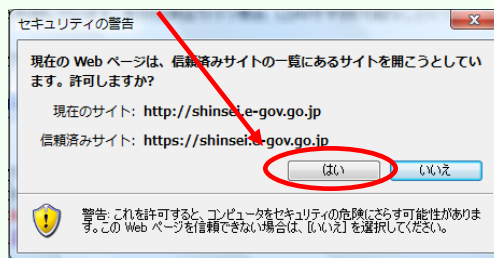 セキュリティの警告
現在の Web ページは、信頼済みサイトの一覧にあるサイトを開こうとしてい
ます。許可しますか?
現在のサイト: http://shinsei.e-gov.go.jp
信頼済みサイト: https://shinsei.e-gov.go.jp
はい
いいえ
警告: これを許可すると、コンピュータをセキュリティの危険にさらす可能性がありま
す。この Web ページを信頼できない場合は、[いいえ] を選択してください。